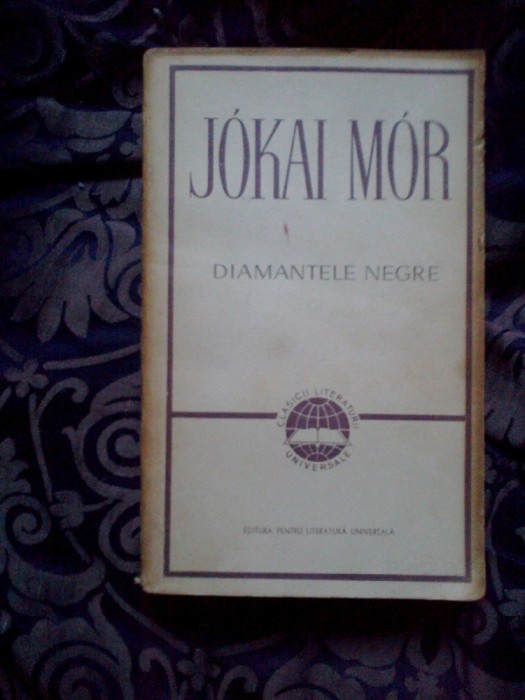 JÓKAI MÓR
DIAMANTELE NEGRE
CLASICII LITERATURII
UNIVERSALE
EDITURA PENTRU LITERATURĂ UNIVERSALĂ